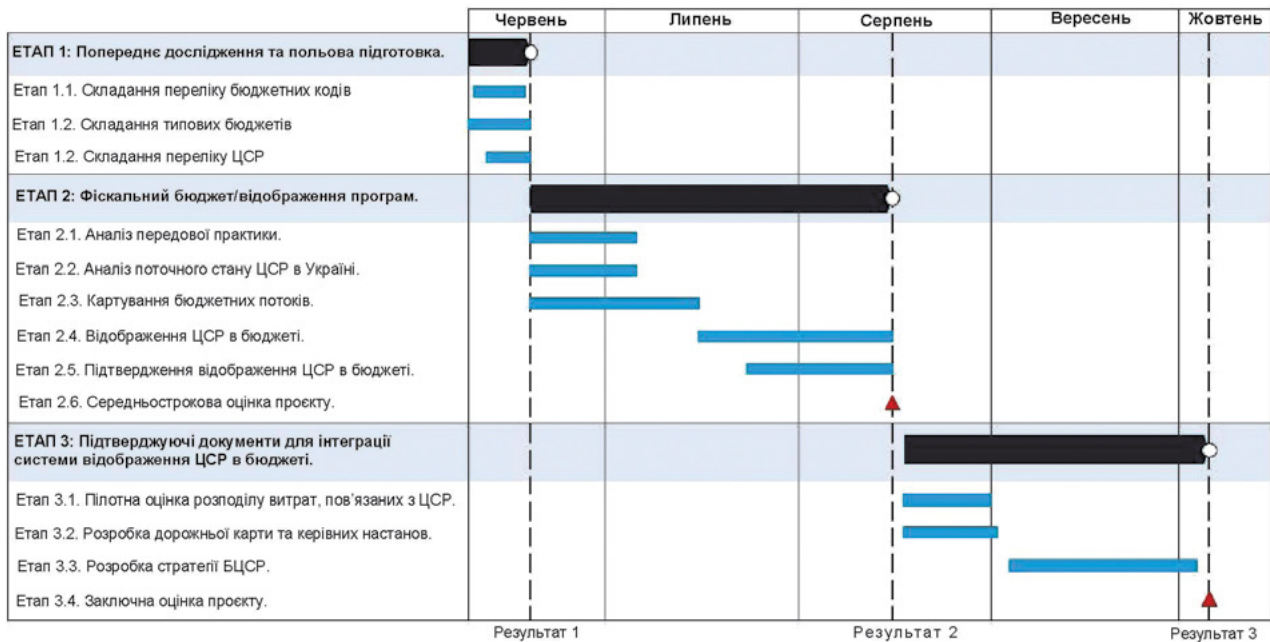 Червень Липень Серпень Вересень Жовтень
ЕТАП 1: Попереднє дослідження та польова підготовка.
Етап 1.1. Складання переліку бюджетних кодів
Етап 1.2. Складання типових бюджетів
Етап 1.2. Складання переліку ЦСР
ЕТАП 2: Фіскальний бюджет/відображення програм.
Етап 2.1. Аналіз передової практики.
Етап 2.2. Аналіз поточного стану ЦСР в Україні.
Етап 2.3. Картування бюджетних потоків.
Етап 2.4. Відображення ЦСР в бюджеті.
Етап 2.5. Підтвердження відображення ЦСР в бюджеті.
Етап 2.6. Середньострокова оцінка проєкту.
ЕТАП 3: Підтверджуючі документи для інтеграції
системи відображення ЦСР в бюджеті.
Етап 3.1. Пілотна оцінка розподілу витрат, пов’язаних з ЦСР.
Етап 3.2. Розробка дорожньої карти та керівних настанов.
Етап 3.3. Розробка стратегії БЦСР.
Етап 3.4. Заключна оцінка проєкту.
Результат 1 Результат 2 Результат 3